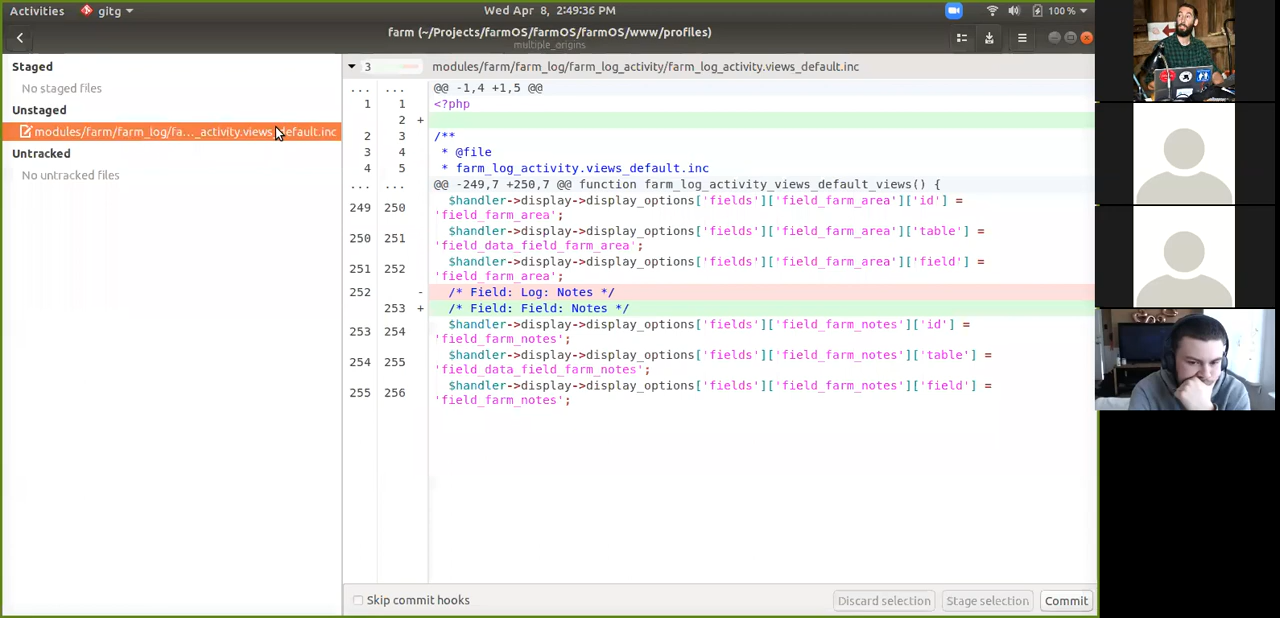 Activities gitg Wed Apr 8, 2:49:36 PM 100 %
farm (~/Projects/farmOS/farmOS/farmOS/www/profiles)
multiple_origins
Staged
No staged files
Unstaged
modules/farm/farm_log/fa…_activity.views_default.inc
Untracked
No untracked files
3 modules/farm/farm_log/farm_log_activity/farm_log_activity.views_default.inc
... ... @@ -1,4 +1,5 @@
1 1 <?php
2 +
2 3 /**
3 4 * @file
4 5 * farm_log_activity.views_default.inc
... ... @@ -249,7 +250,7 @@ function farm_log_activity_views_default_views() {
249 250 $handler->display->display_options['fields']['field_farm_area']['id'] =
'field_farm_area';
250 251 $handler->display->display_options['fields']['field_farm_area']['table'] =
'field_data_field_farm_area';
251 252 $handler->display->display_options['fields']['field_farm_area']['field'] =
'field_farm_area';
252 - /* Field: Log: Notes */
253 + /* Field: Field: Notes */
253 254 $handler->display->display_options['fields']['field_farm_notes']['id'] =
'field_farm_notes';
254 255 $handler->display->display_options['fields']['field_farm_notes']['table'] =
'field_data_field_farm_notes';
255 256 $handler->display->display_options['fields']['field_farm_notes']['field'] =
'field_farm_notes';
Skip commit hooks
Discard selection Stage selection Commit